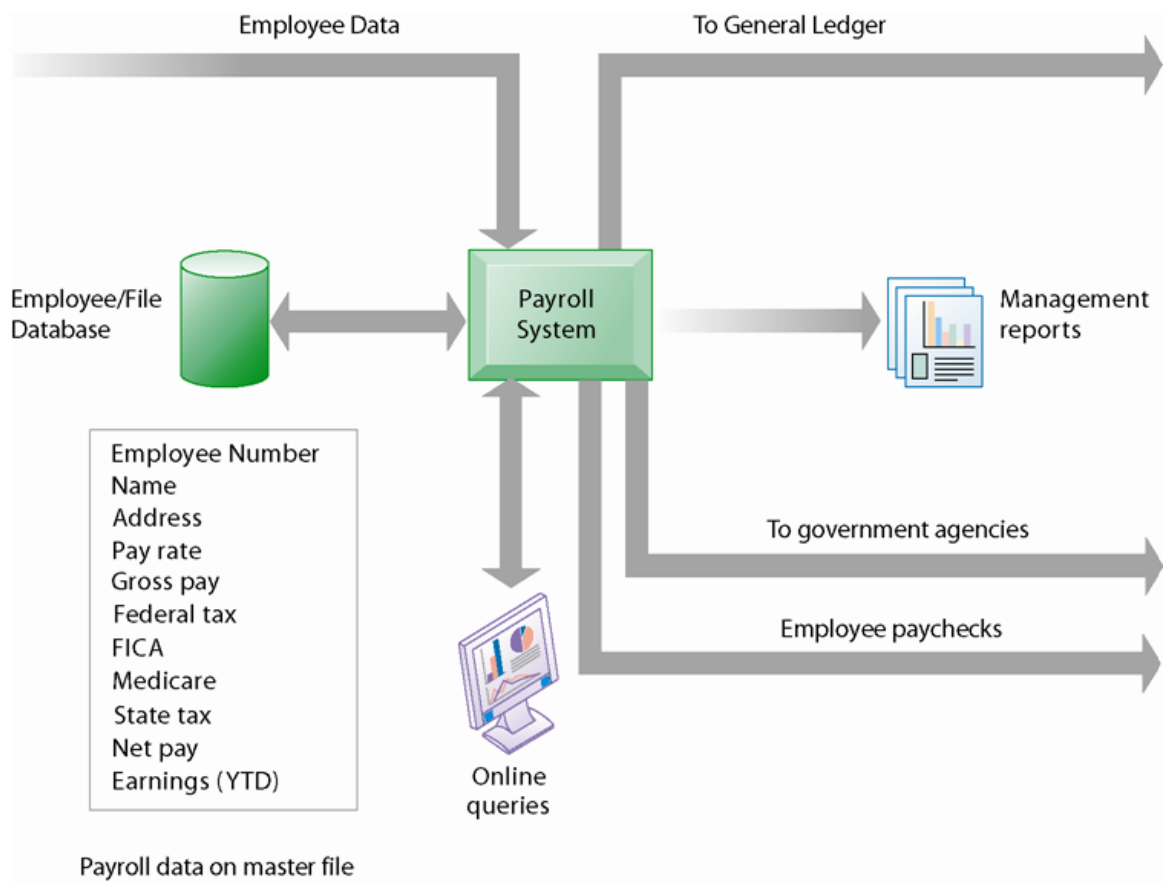 Employee Data
To General Ledger
Employee/File
Database
Payroll
System
Management
reports
Employee Number
Name
Address
Pay rate
Gross pay
Federal tax
FICA
Medicare
State tax
Net pay
Earnings (YTD)
To government agencies
Employee paychecks
Online
queries
Payroll data on master file